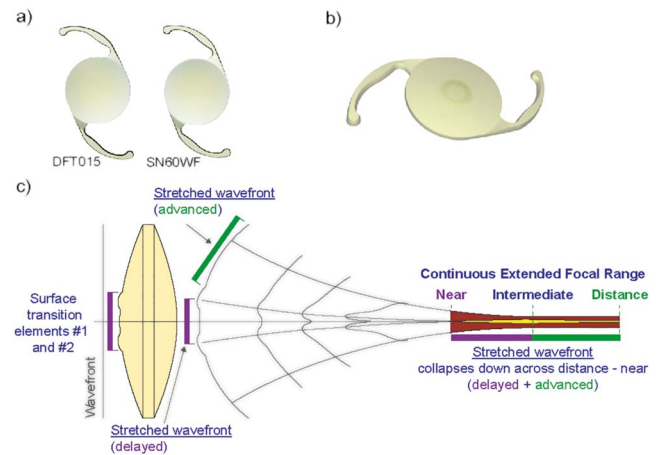 a)
b)
DFT015
SN60WF
c)
Stretched wavefront
(advanced)
Surface
transition
elements #1
and #2
Wavefront
Continuous Extended Focal Range
Near
Intermediate
Distance
Stretched wavefront
collapses down across distance - near
(delayed + advanced)
Stretched wavefront
(delayed)